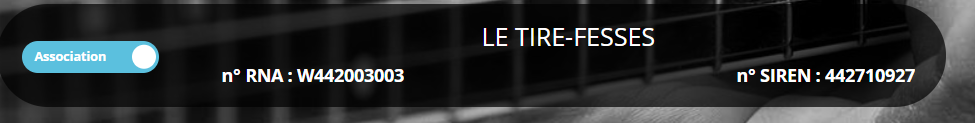 LE TIRE-FESSES
Association
n° RNA : W442003003
n° SIREN : 442710927